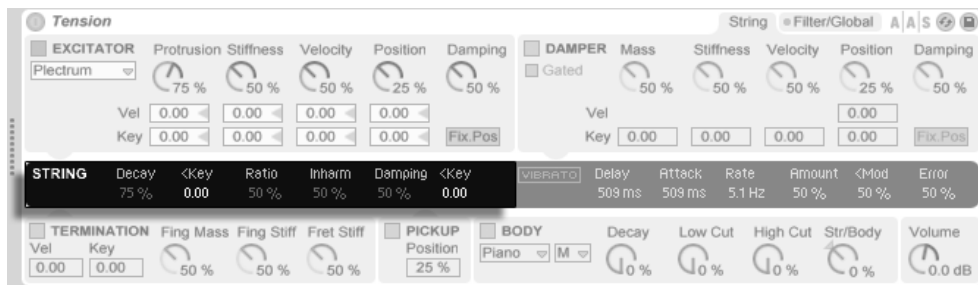 Tension String Filter/Global A A S
EXCITATOR Protrusion Stiffness Velocity Position Damping DAMPER Mass Stiffness Velocity Position Damping
Plectrum 75 % 50 % 50 % 25 % 50 % Gated 50 % 50 % 50 % 25 % 50 %
Vel 0.00 0.00 0.00 0.00 Vel 0.00
Key 0.00 0.00 0.00 0.00 Fix.Pos Key 0.00 0.00 0.00 0.00 Fix.Pos
STRING Decay <Key Ratio Inharm Damping <Key VIBRATO Delay Attack Rate Amount <Mod Error
75 % 0.00 50 % 50 % 50 % 0.00 509 ms 509 ms 5.1 Hz 50 % 50 % 50 %
TERMINATION Fing Mass Fing Stiff Fret Stiff PICKUP BODY Decay Low Cut High Cut Str/Body Volume
Vel Key Position Piano M
0.00 0.00 50 % 50 % 50 % 25 % 0 % 0 % 0 % 0 % 0.0 dB